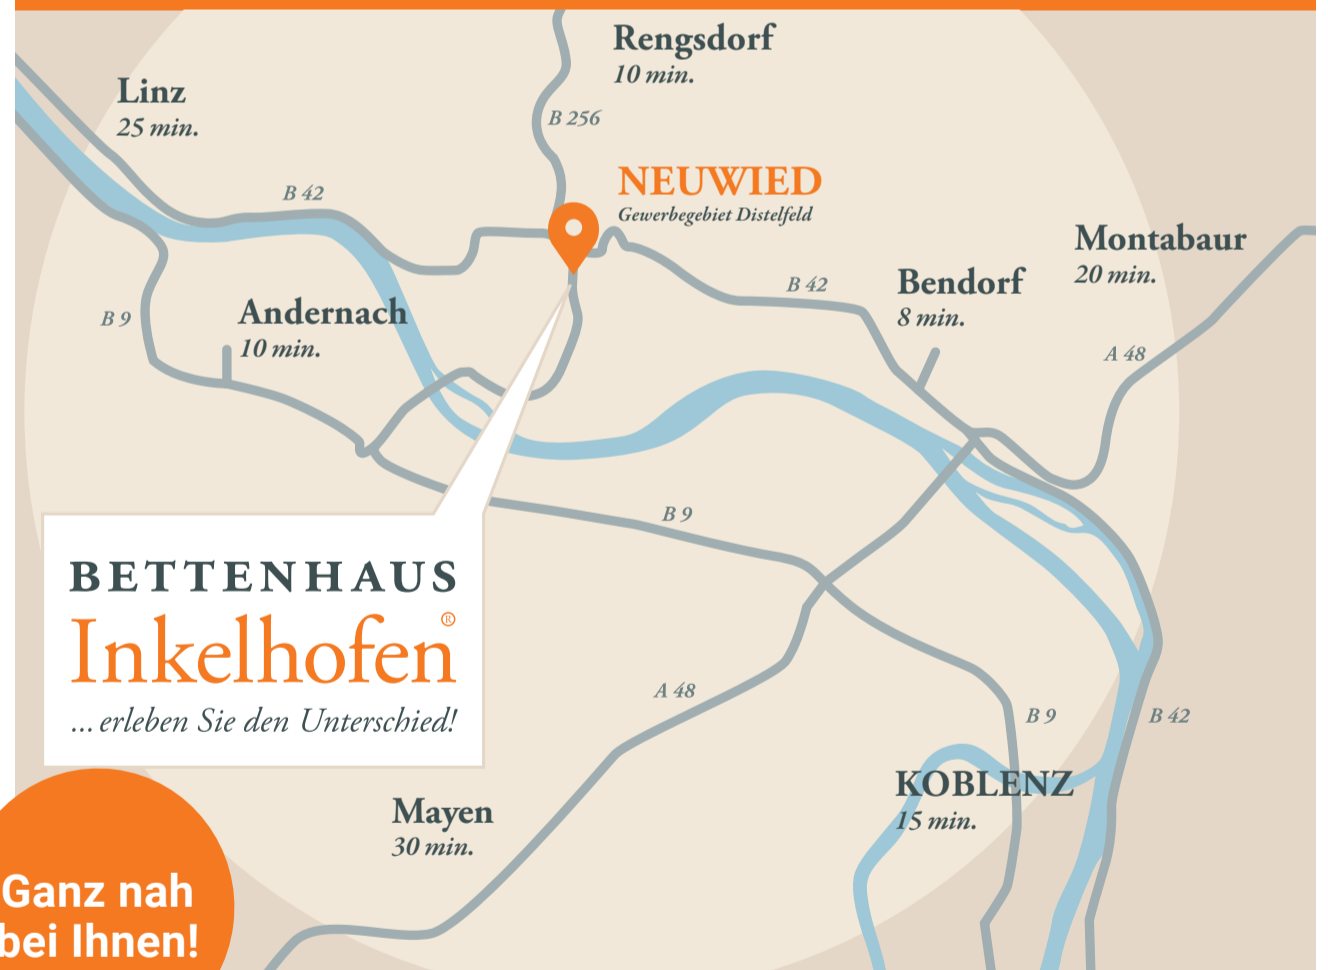 Rengsdorf
10 min.
Linz
25 min.
B 256
NEUWIED
Gewerbegebiet Distelfeld
B 42
Montabaur
20 min.
Bendorf
8 min.
B 42
Andernach
10 min.
B 9
A 48
B 9
BETTENHAUS
Inkelhofen®
... erleben Sie den Unterschied!
A 48
B 9
B 42
KOBLENZ
15 min.
Mayen
30 min.
Ganz nah
bei Ihnen!